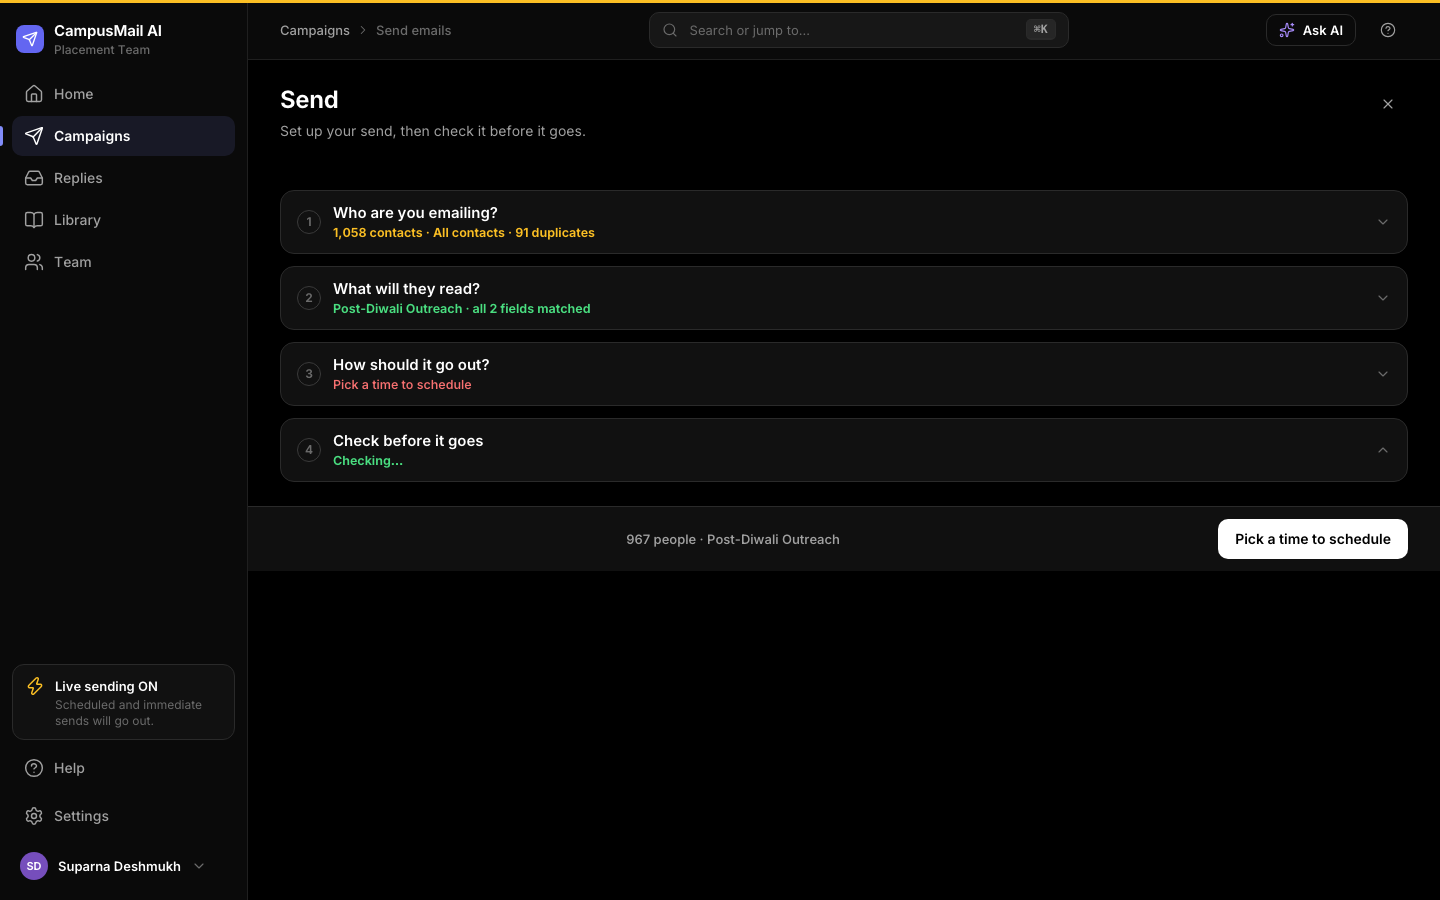 CampusMail AI
Placement Team
Home
Campaigns
Replies
Library
Team
Live sending ON
Scheduled and immediate
sends will go out.
Help
Settings
SD
Suparna Deshmukh
Campaigns
Send emails
Search or jump to...
⌘K
Ask AI
Send
Set up your send, then check it before it goes.
1
Who are you emailing?
1,058 contacts · All contacts · 91 duplicates
2
What will they read?
Post-Diwali Outreach · all 2 fields matched
3
How should it go out?
Pick a time to schedule
4
Check before it goes
Checking...
967 people · Post-Diwali Outreach
Pick a time to schedule